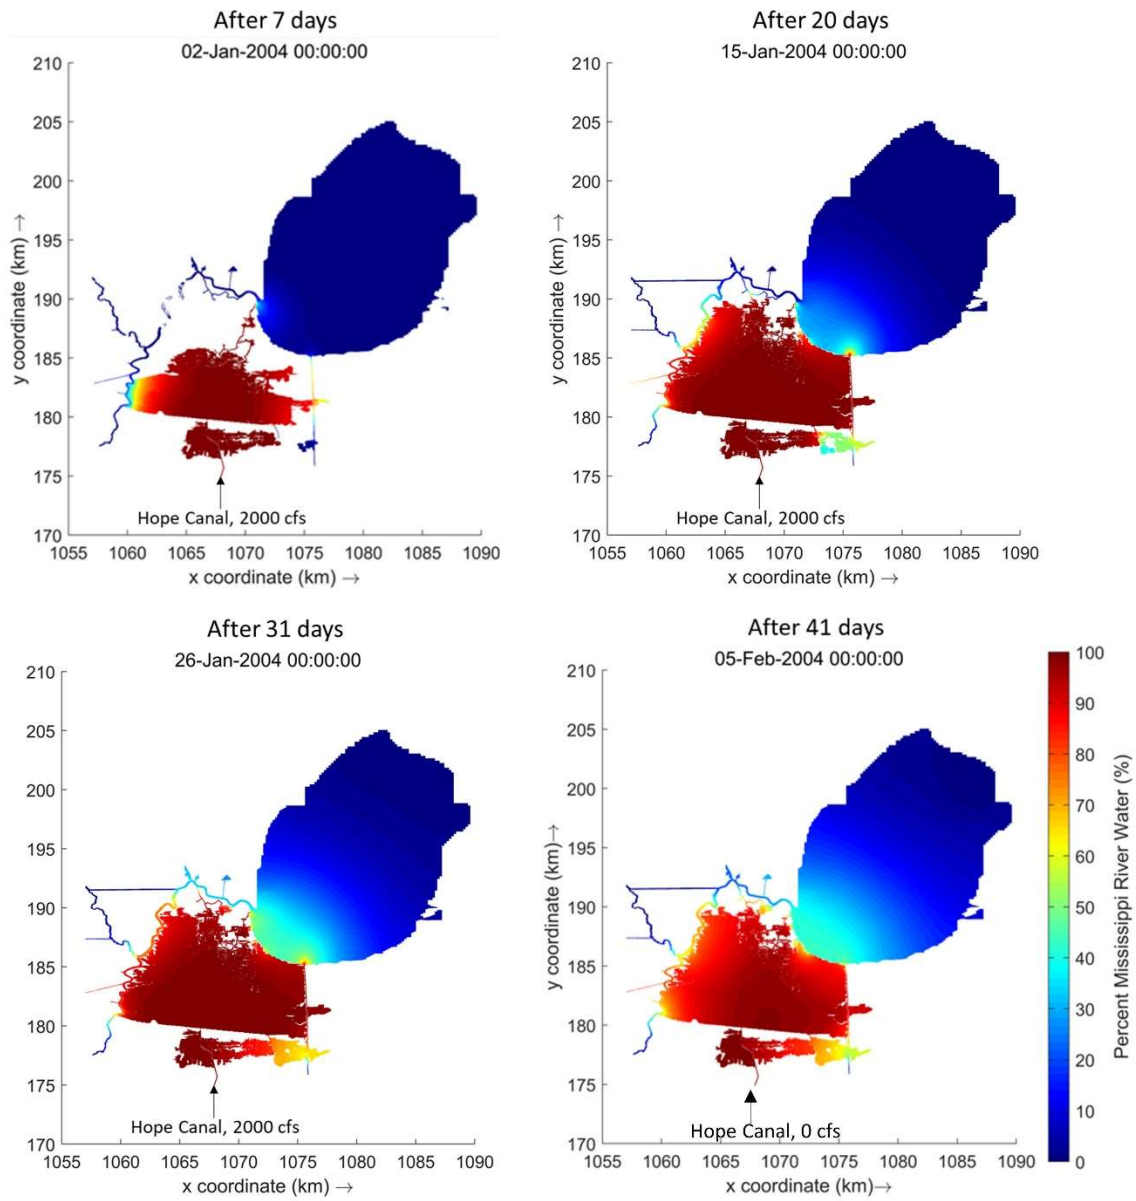 After 7 days
02-Jan-2004 00:00:00
210
205
200
195
190
185
180
175
170
y coordinate (km) →
Hope Canal, 2000 cfs
1055 1060 1065 1070 1075 1080 1085 1090
x coordinate (km) →
After 20 days
15-Jan-2004 00:00:00
210
205
200
195
190
185
180
175
170
y coordinate (km) →
Hope Canal, 2000 cfs
1055 1060 1065 1070 1075 1080 1085 1090
x coordinate (km) →
After 31 days
26-Jan-2004 00:00:00
210
205
200
195
190
185
180
175
170
y coordinate (km) →
Hope Canal, 2000 cfs
1055 1060 1065 1070 1075 1080 1085 1090
x coordinate (km) →
After 41 days
05-Feb-2004 00:00:00
210
205
200
195
190
185
180
175
170
y coordinate (km)→
Hope Canal, 0 cfs
1055 1060 1065 1070 1075 1080 1085 1090
x coordinate (km)→
100
90
80
70
60
50
40
30
20
10
0
Percent Mississippi River Water (%)